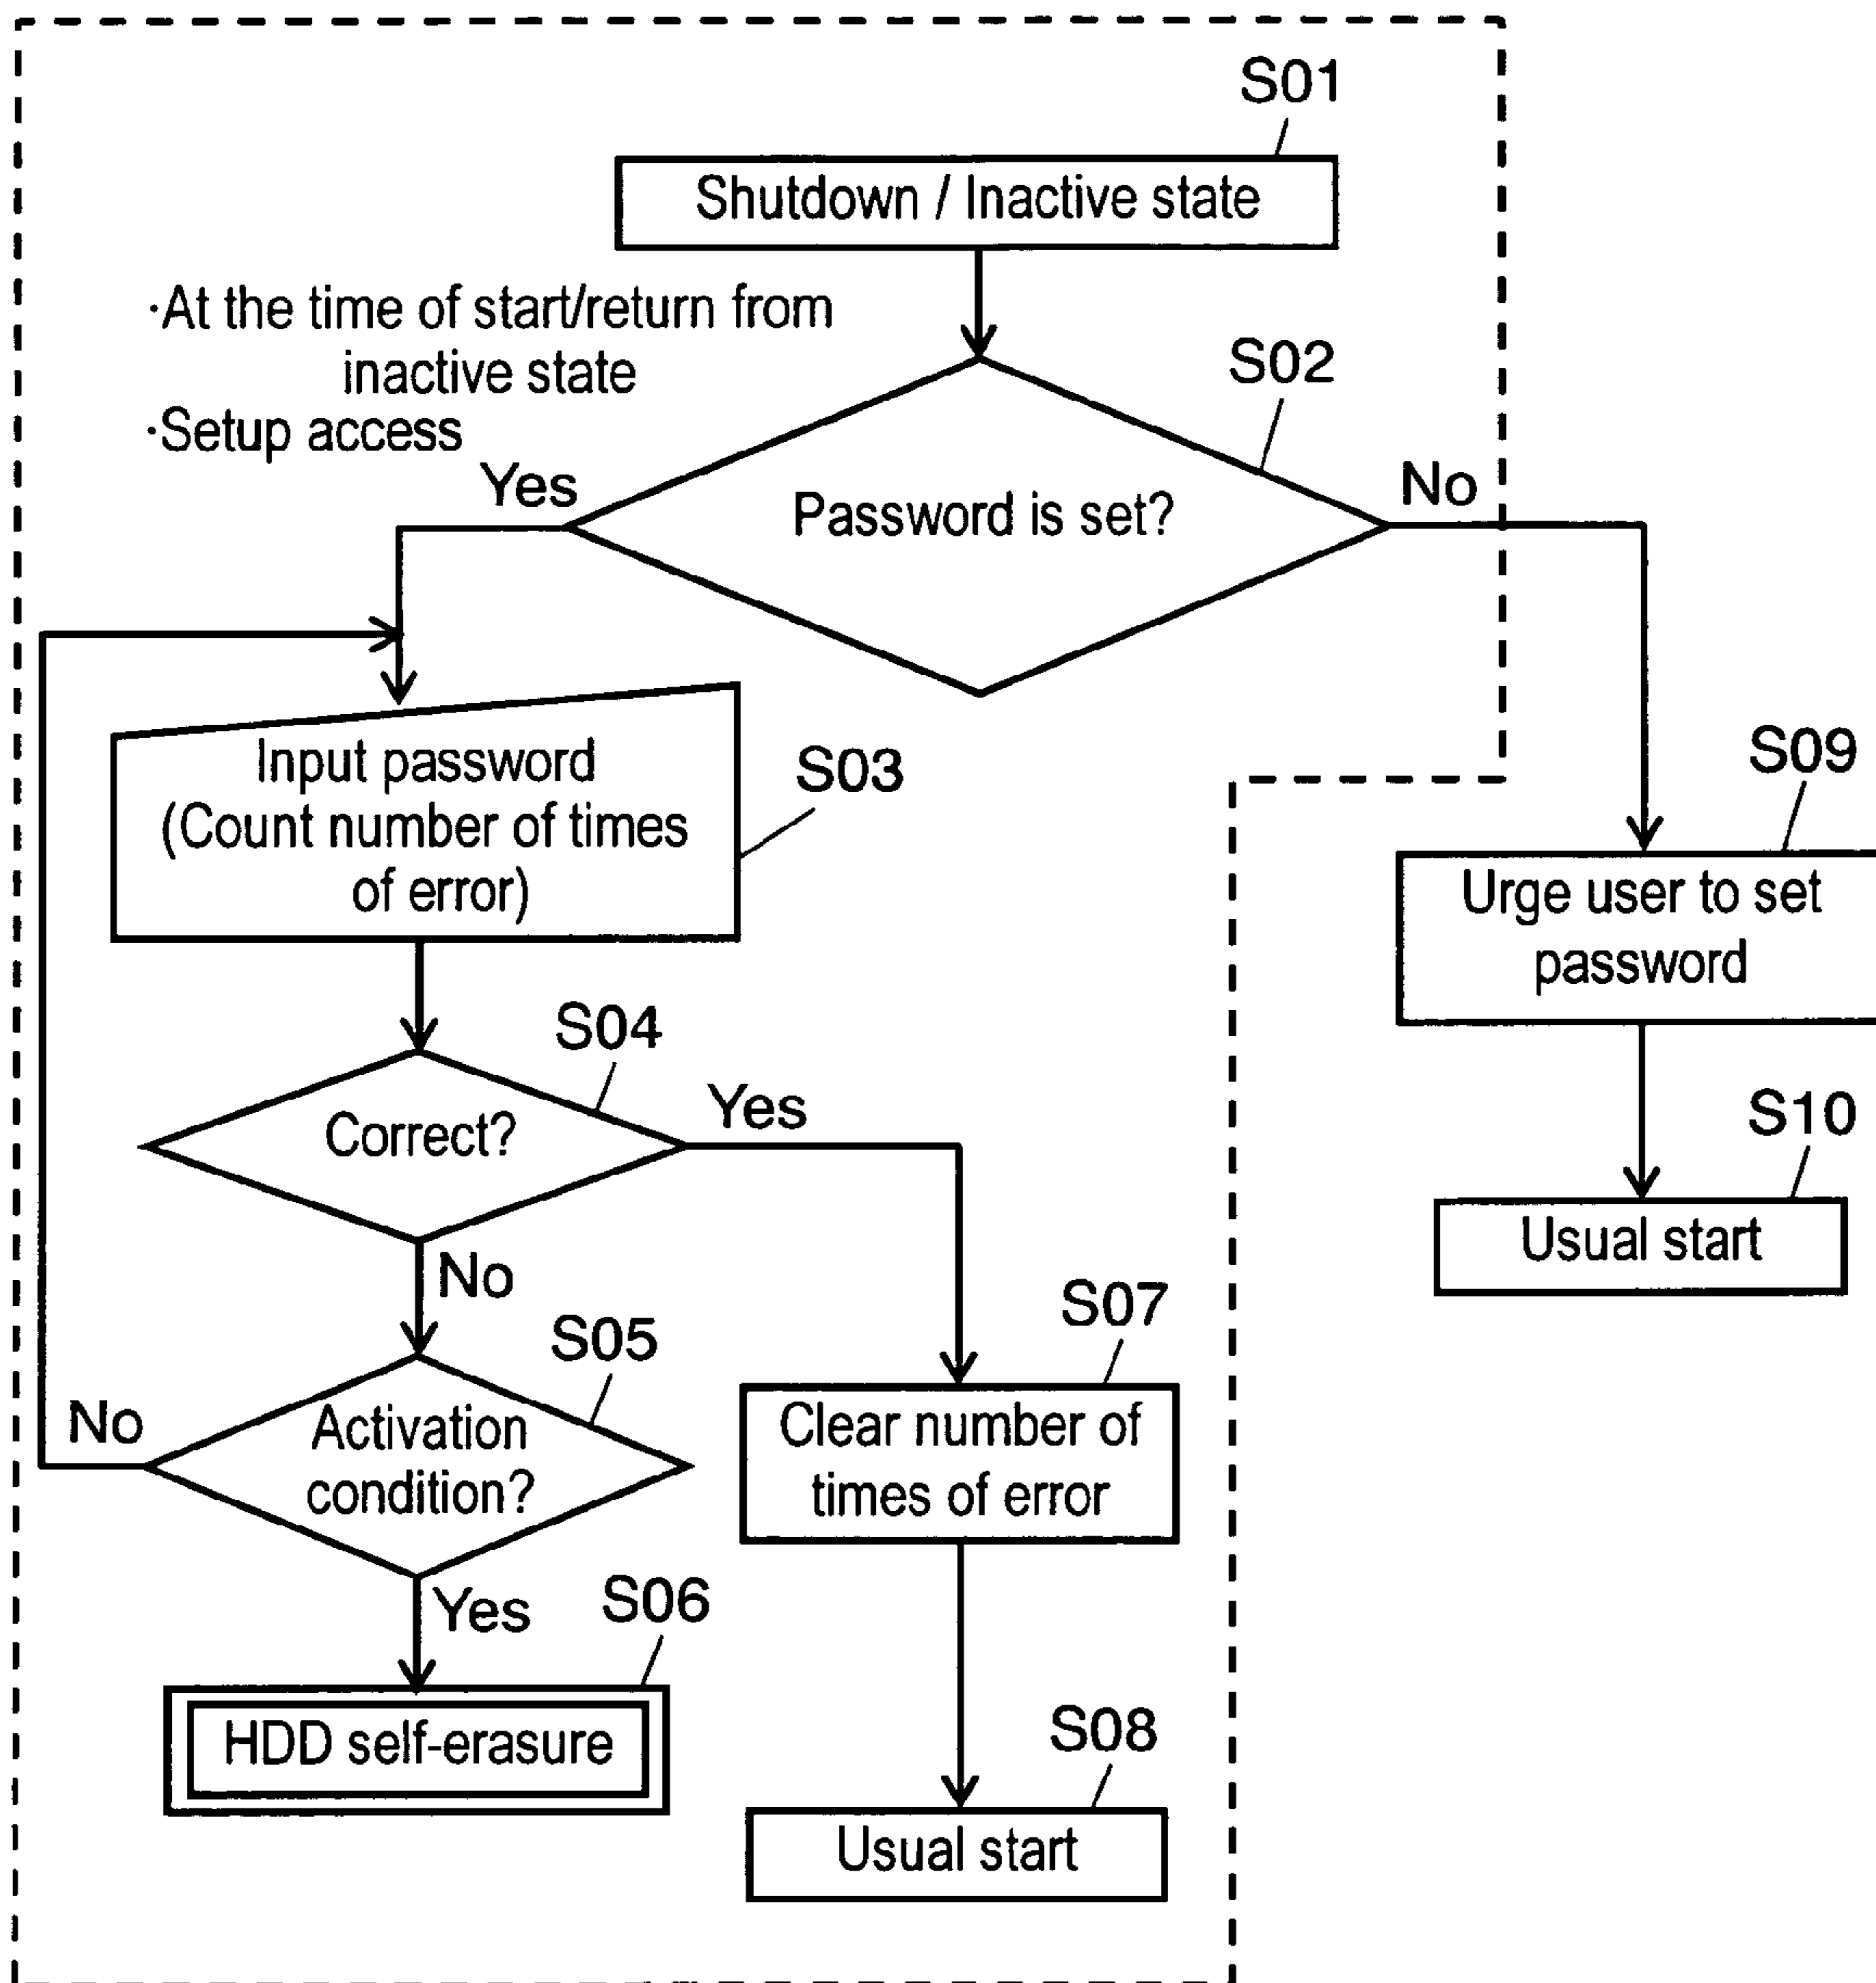 S01
Shutdown / Inactive state
·At the time of start/return from
inactive state
·Setup access
S02
Yes
Password is set?
No
Input password
(Count number of times
of error)
S03
S09
Urge user to set
password
S04
Correct?
Yes
No
S10
Usual start
S05
Activation
condition?
No
Yes
S07
Clear number of
times of error
S06
HDD self-erasure
S08
Usual start